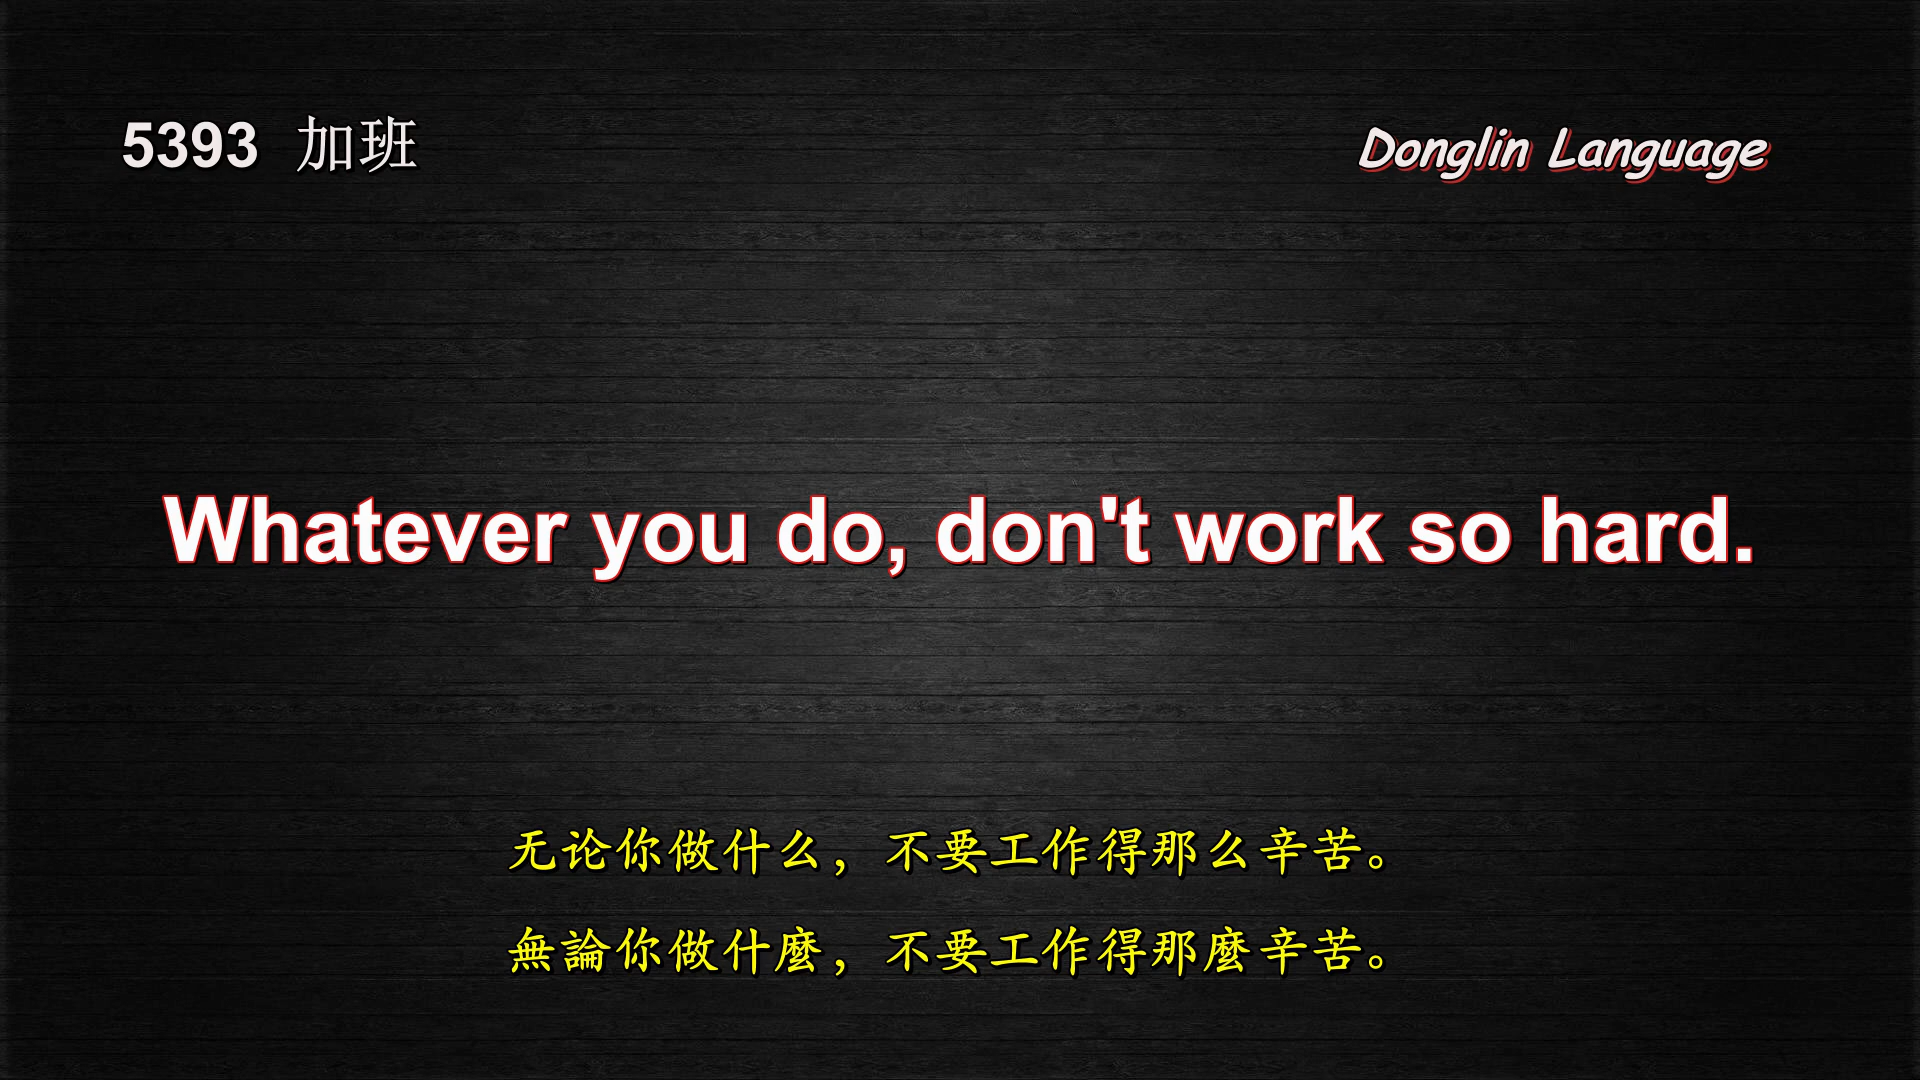 5393 加班
Donglin Language
Whatever you do, don't work so hard.
无论你做什么，不要工作得那么辛苦。
無論你做什麼，不要工作得那麼辛苦。